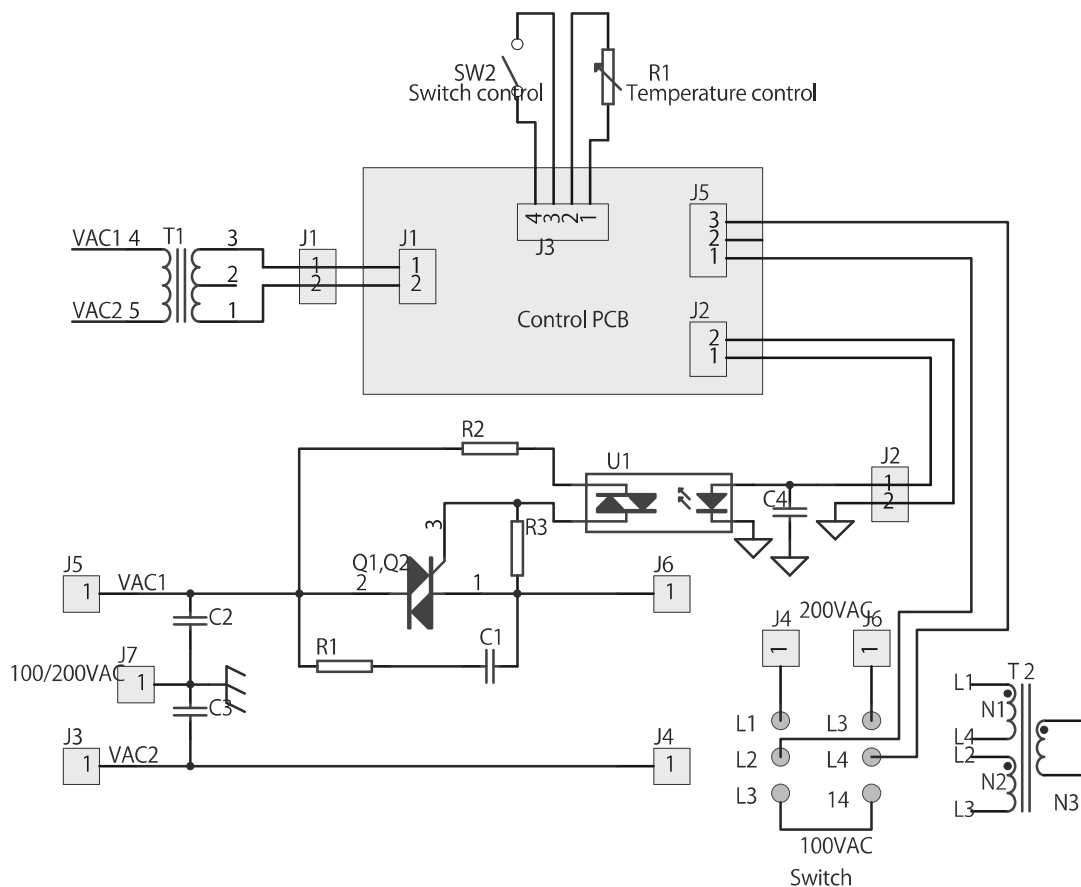 SW2
Switch control
R1
Temperature control
4
3
2
1
J3
J5
3
2
1
VAC1 4
T1
3
2
VAC2 5
1
J1
1
2
J1
1
2
Control PCB
J2
2
1
R2
U1
J2
1
2
C4
3
R3
Q1,Q2
2
1
J5
1
VAC1
J6
1
C2
R1
C1
J7
100/200VAC
1
C3
J3
1
VAC2
J4
1
200VAC
J4
1
J6
1
L1
L3
L2
L4
L3
14
100VAC
Switch
T 2
L1
N1
L4
L2
N2
L3
N3